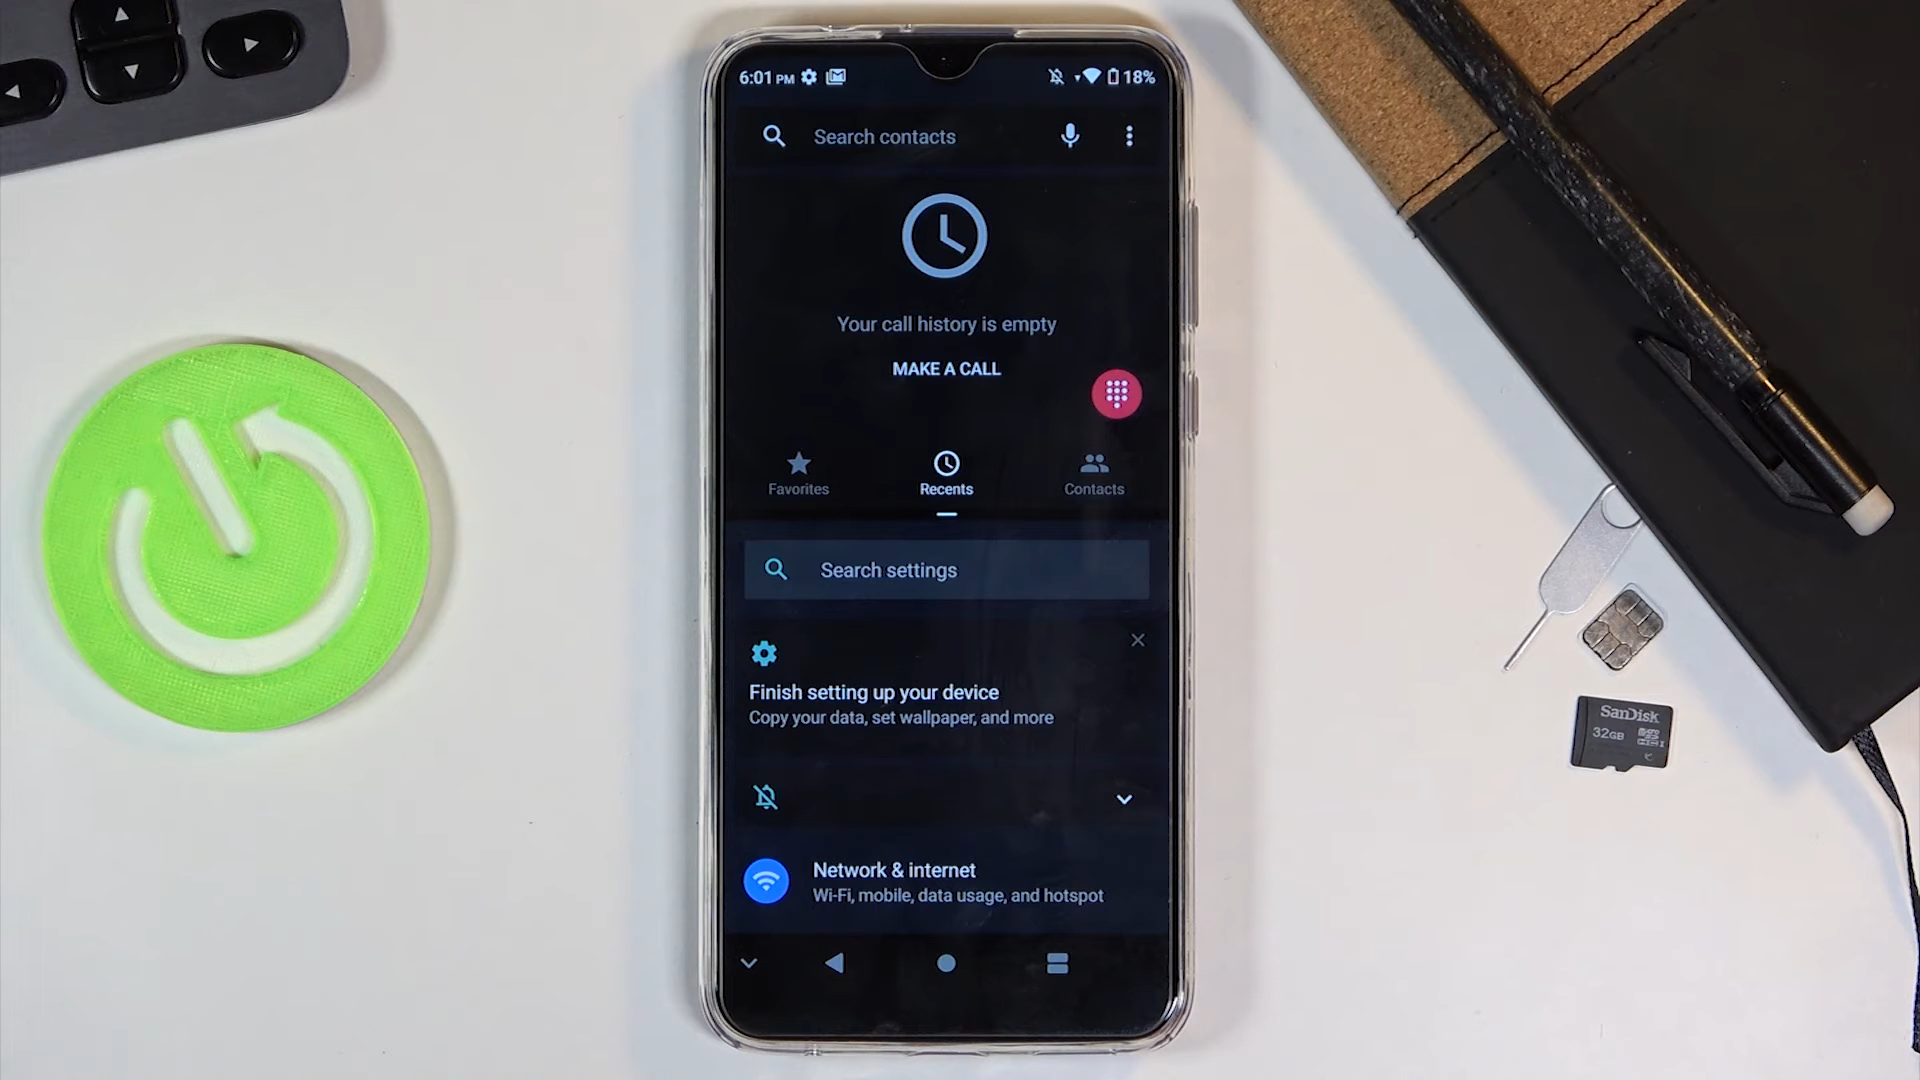 6:01 PM 18%
Search contacts
Your call history is empty
MAKE A CALL
Favorites Recents Contacts
Search settings
Finish setting up your device
Copy your data, set wallpaper, and more
Network & internet
Wi-Fi, mobile, data usage, and hotspot
SanDisk
32GB